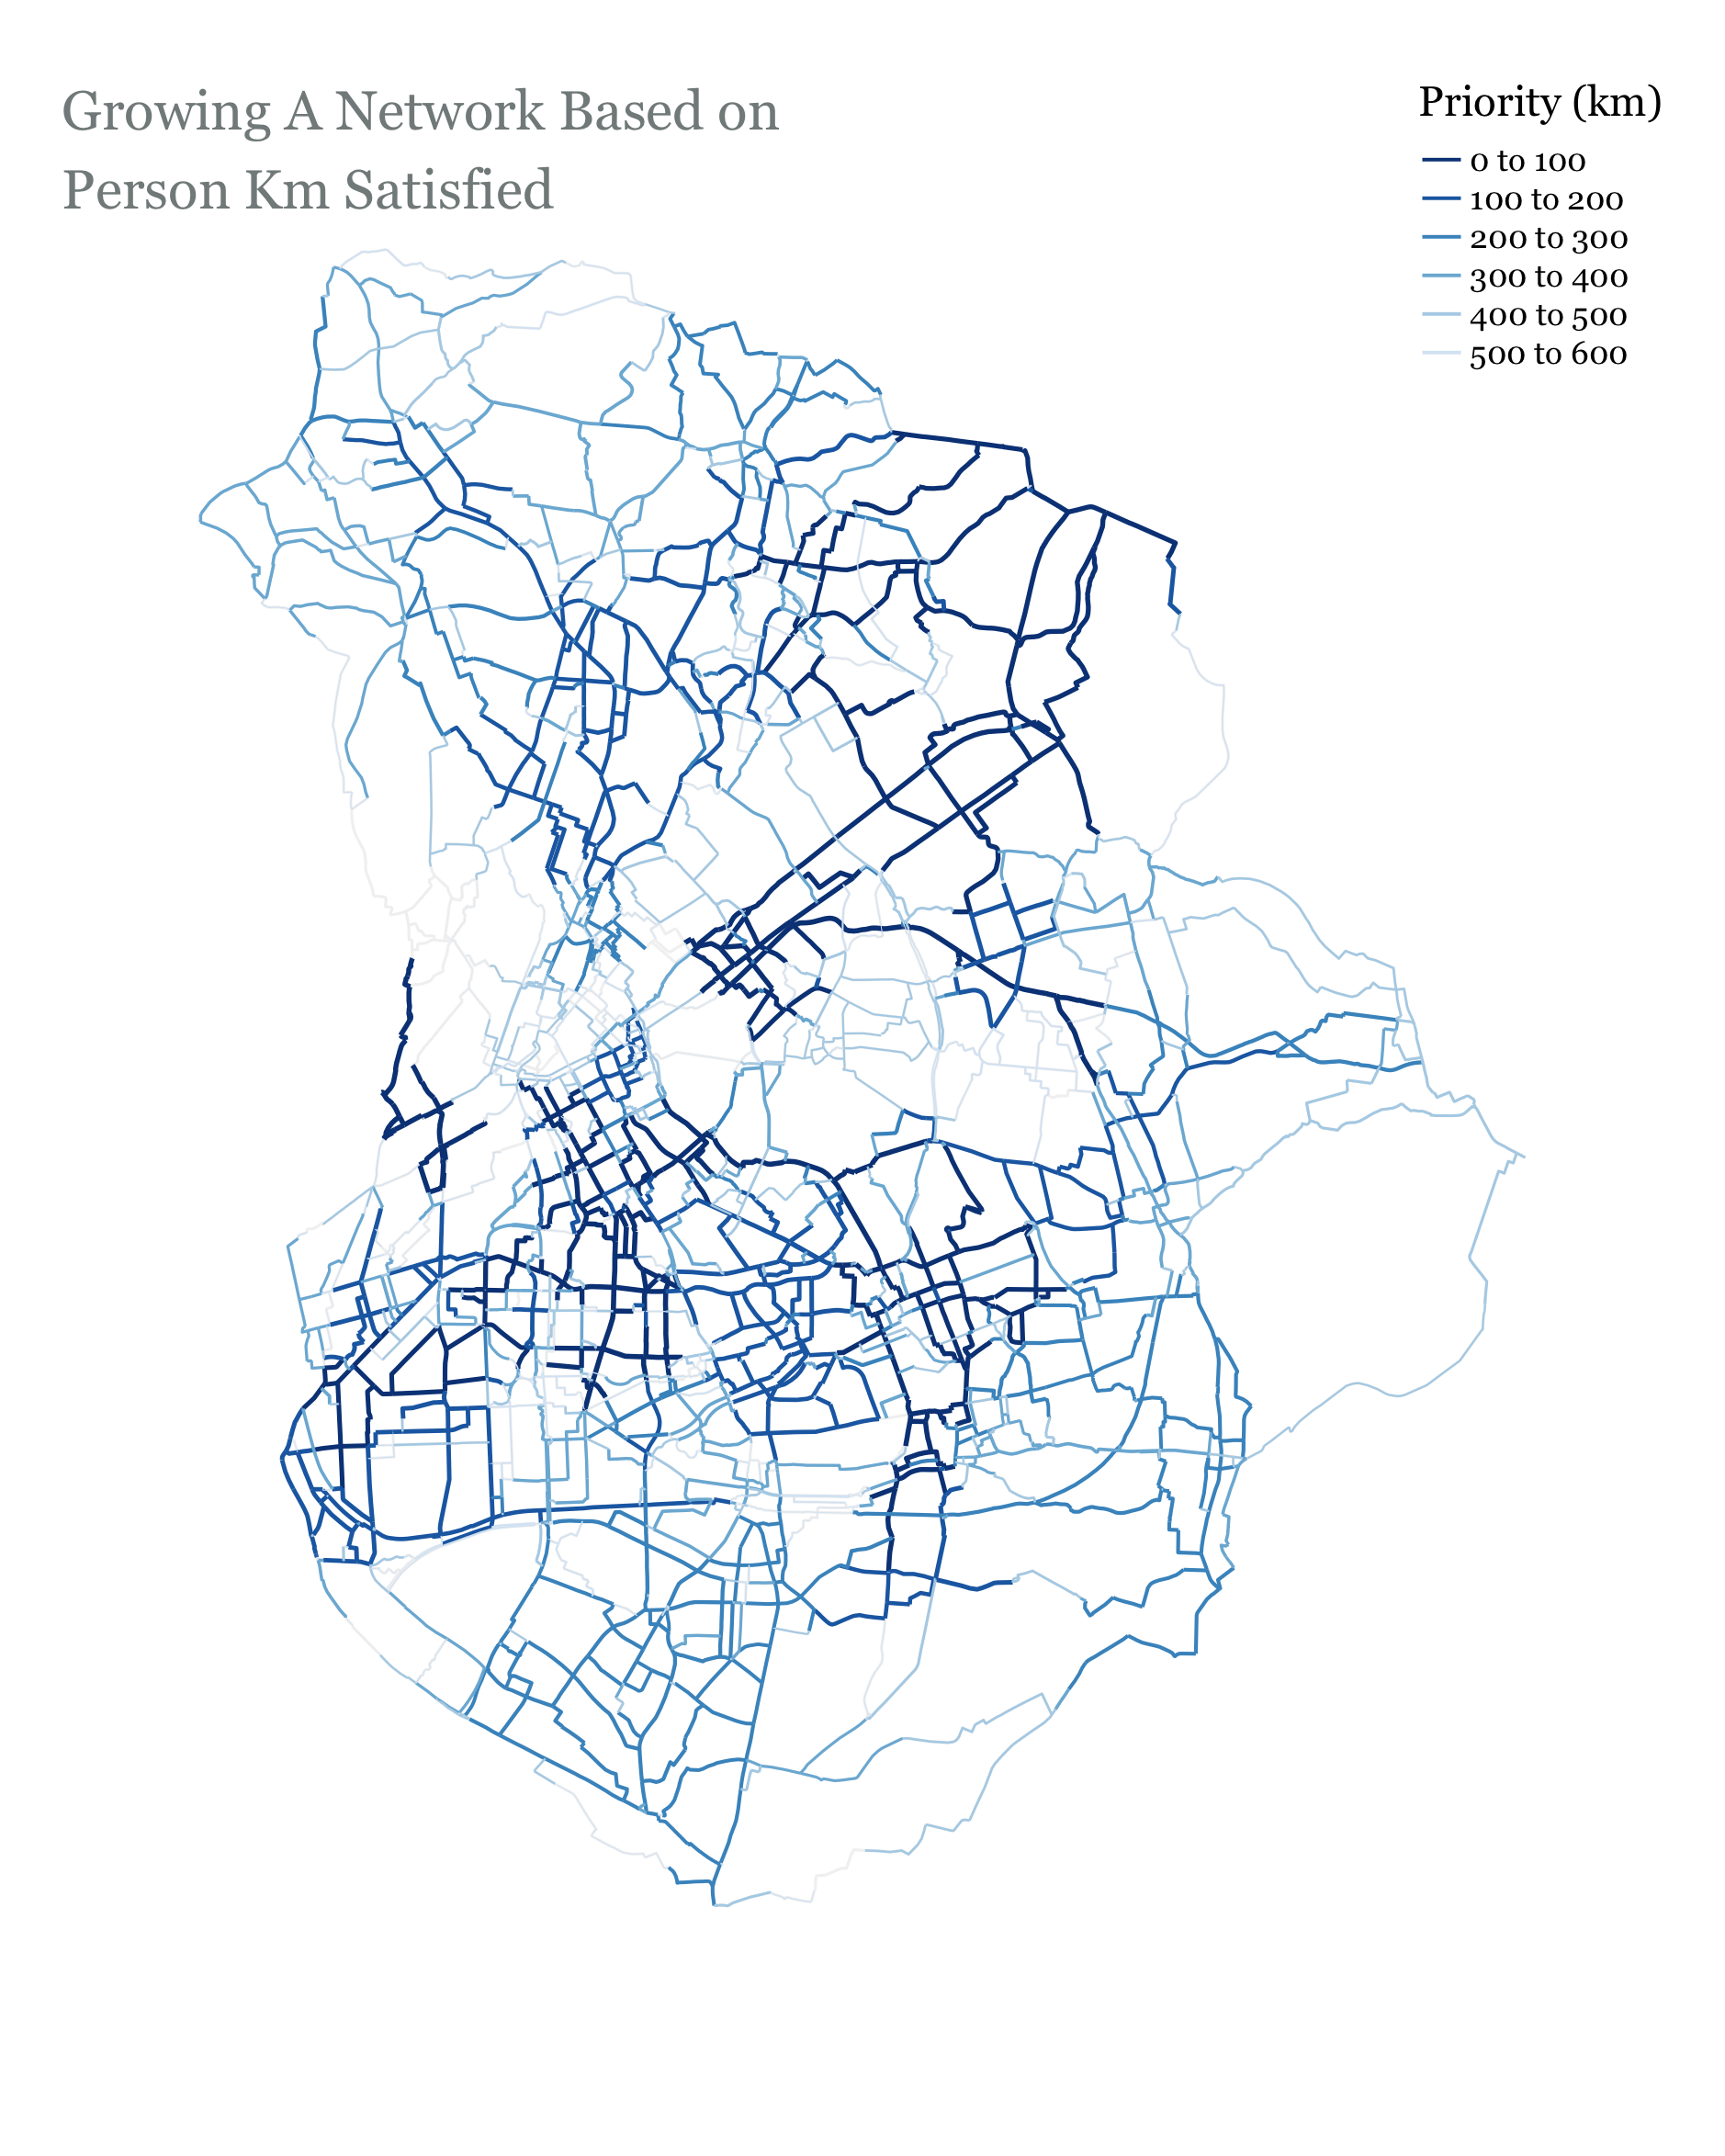 Growing A Network Based on
Person Km Satisfied
Priority (km)
0 to 100
100 to 200
200 to 300
300 to 400
400 to 500
500 to 600